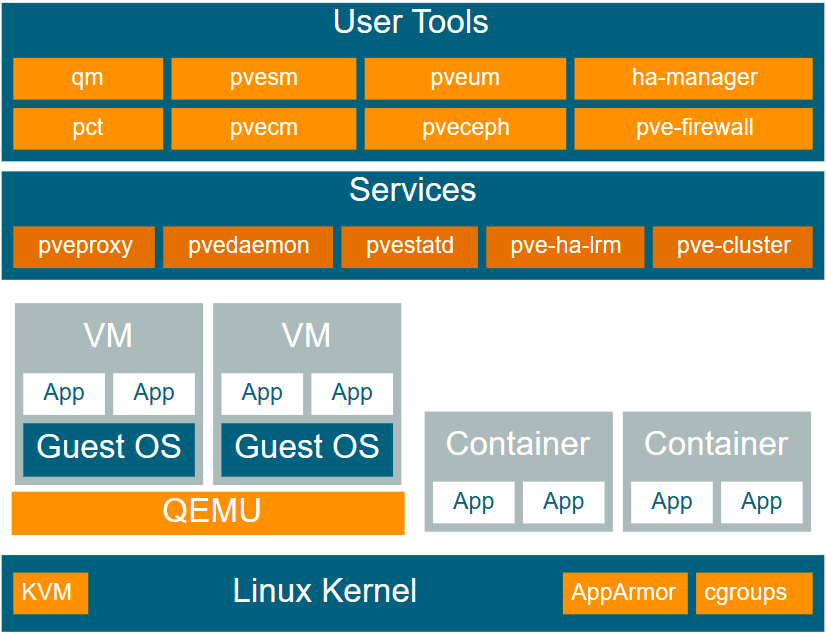 User Tools
qm pvesm pveum ha-manager
pct pvecm pveceph pve-firewall
Services
pveproxy pvedaemon pvestatd pve-ha-lrm pve-cluster
VM VM
App App App App
Guest OS Guest OS
Container Container
App App App App
QEMU
KVM Linux Kernel AppArmor cgroups